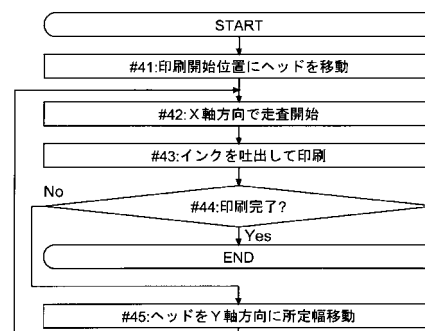 START
#41:印刷開始位置にヘッドを移動
#42:X軸方向で走査開始
#43:インクを吐出して印刷
No
#44:印刷完了?
Yes
END
#45:ヘッドをY軸方向に所定幅移動